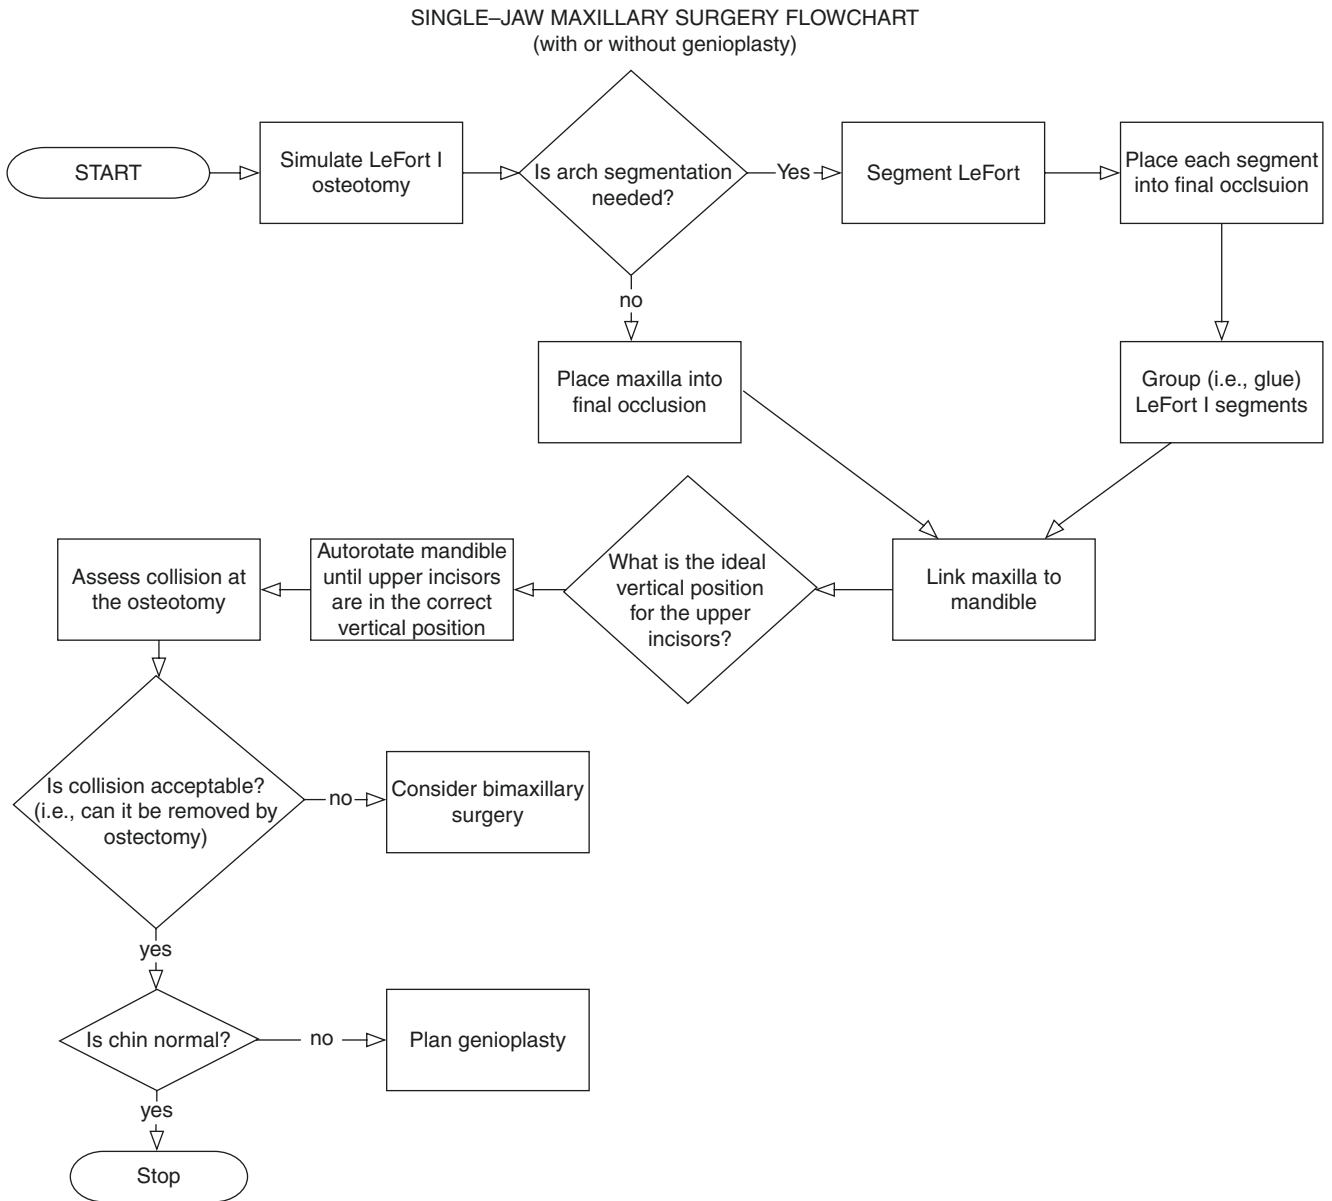 SINGLE–JAW MAXILLARY SURGERY FLOWCHART
(with or without genioplasty)
START
Simulate LeFort I
osteotomy
Is arch segmentation
needed?
Yes
Segment LeFort
Place each segment
into final occlsuion
no
Place maxilla into
final occlusion
Group (i.e., glue)
LeFort I segments
Link maxilla to
mandible
What is the ideal
vertical position
for the upper
incisors?
Autorotate mandible
until upper incisors
are in the correct
vertical position
Assess collision at
the osteotomy
Is collision acceptable?
(i.e., can it be removed by
ostectomy)
no
Consider bimaxillary
surgery
yes
Is chin normal?
no
Plan genioplasty
yes
Stop